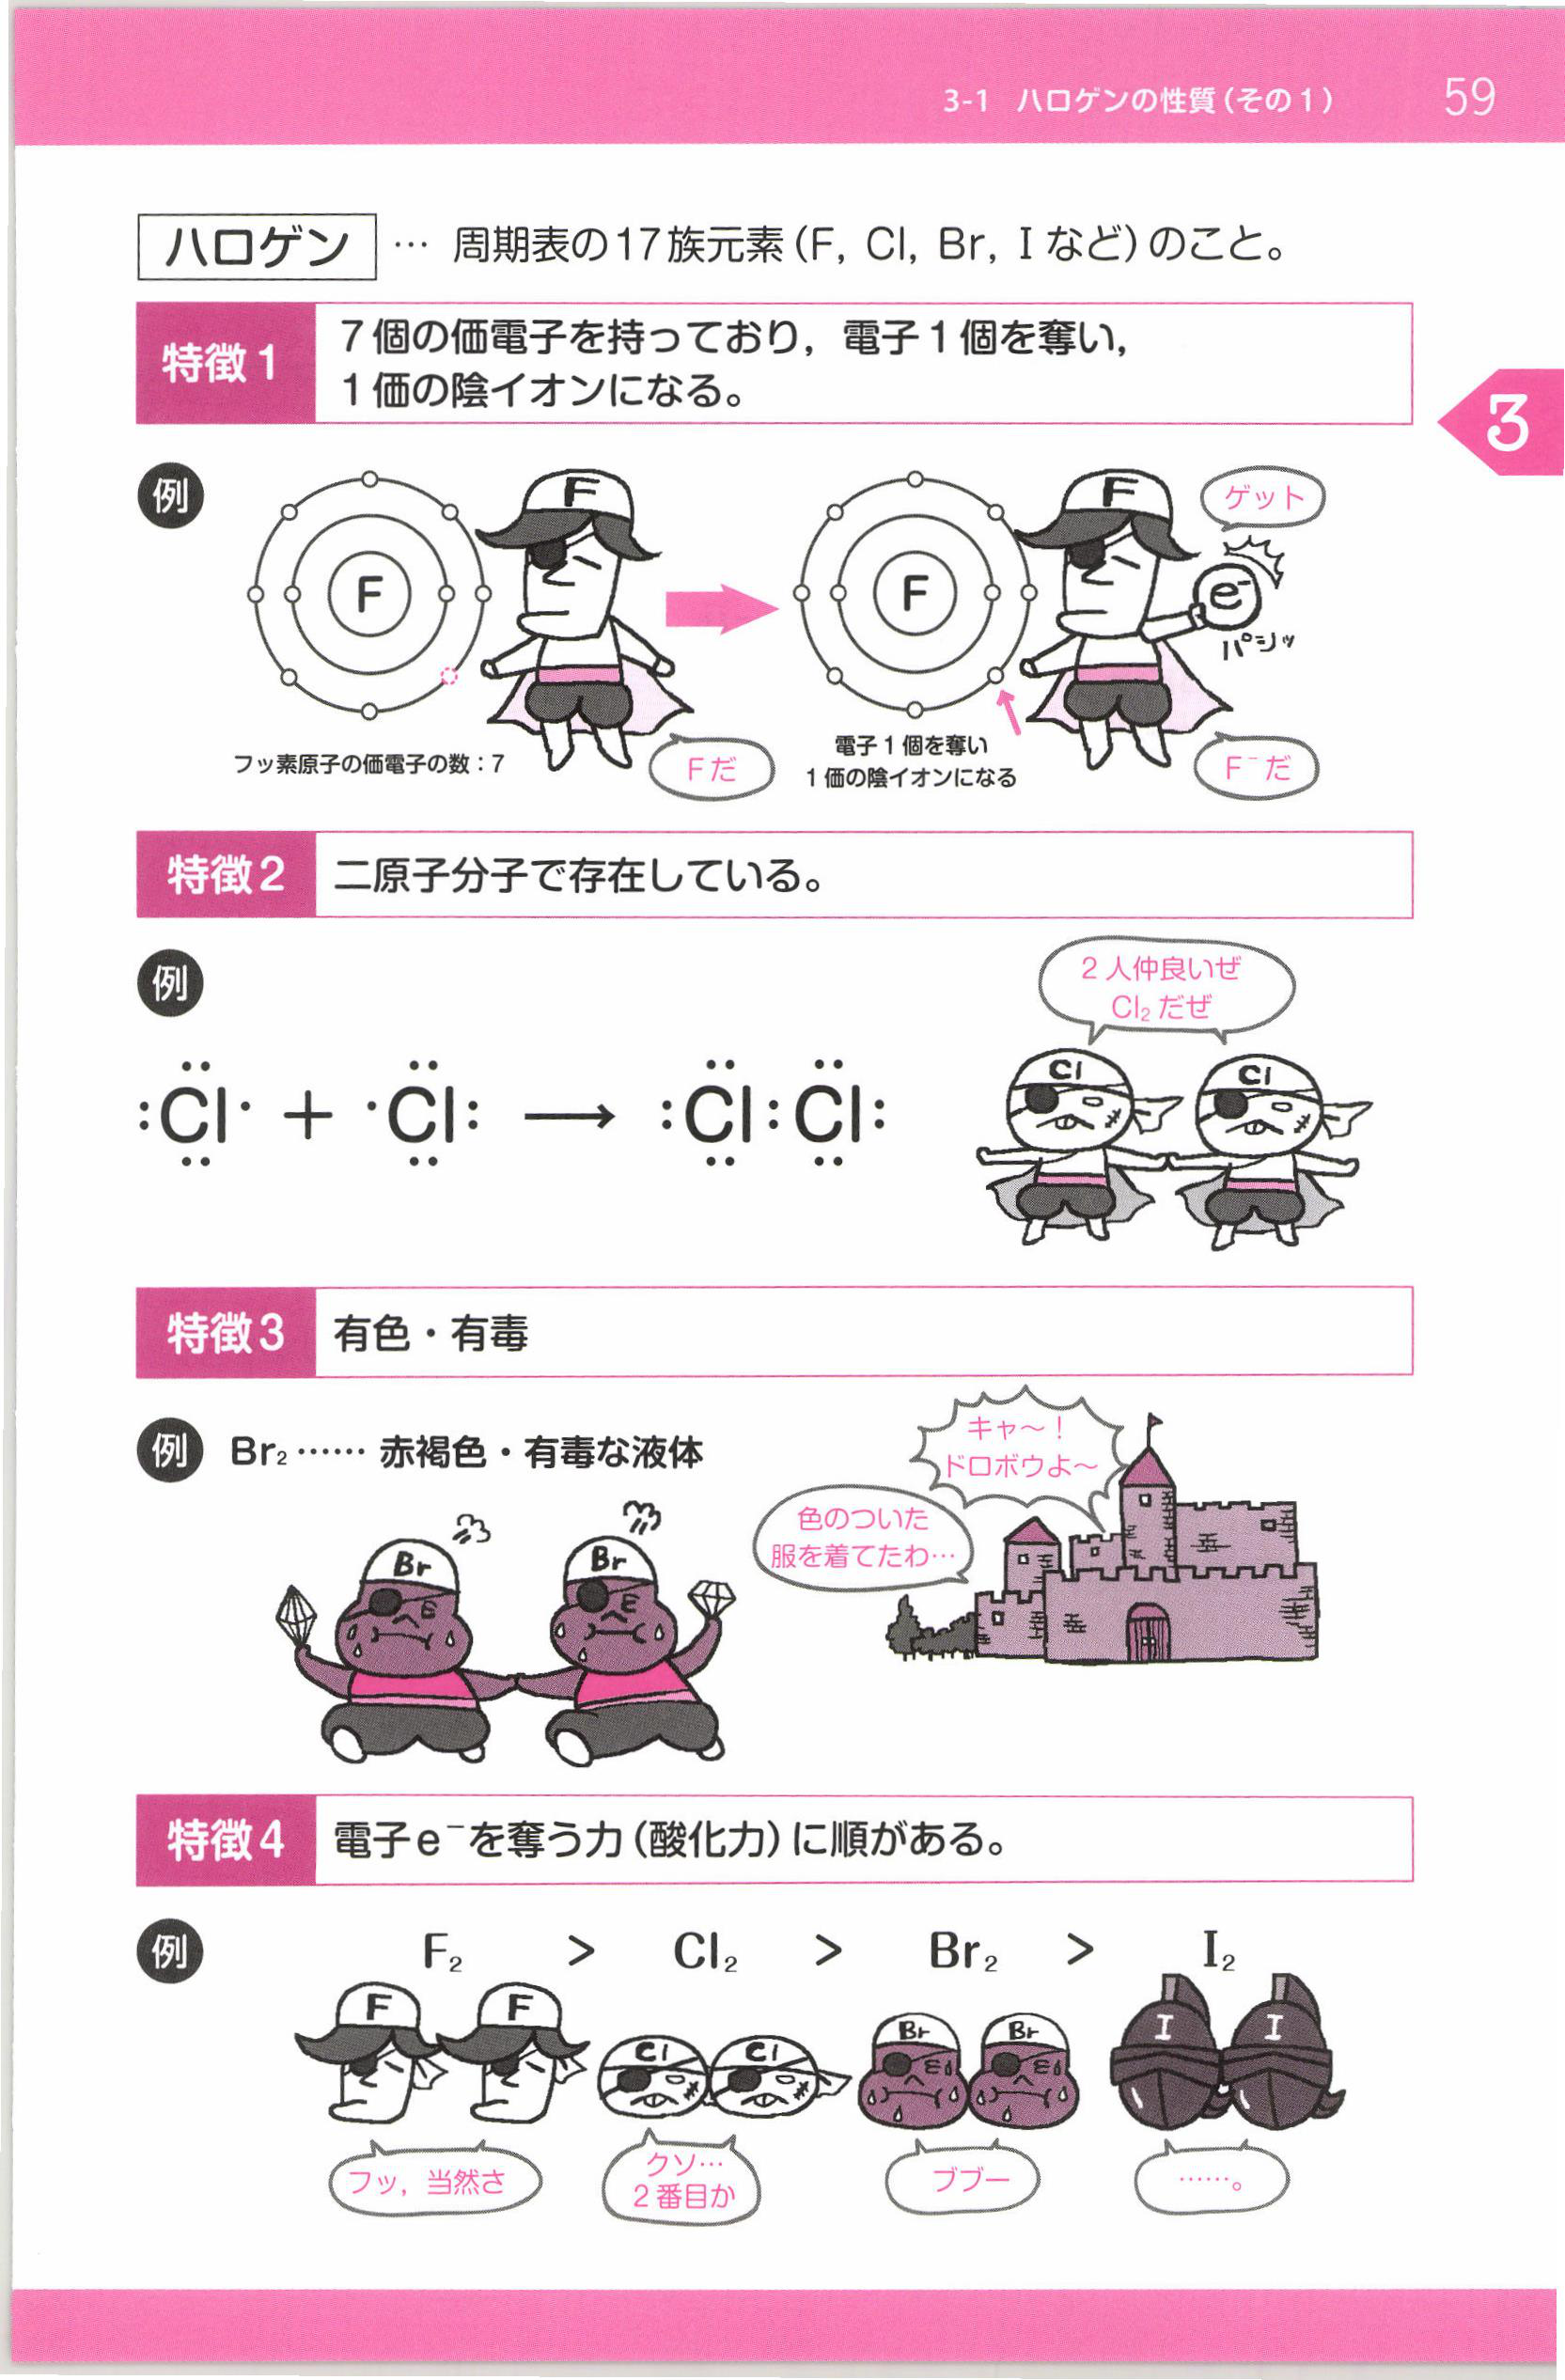 3-1 ハロゲンの性質（その1） 59
ハロゲン … 周期表の17族元素（F, Cl, Br, I など）のこと。
3
特徴1
7個の価電子を持っており，電子1個を奪い，
1価の陰イオンになる。
例
F
F
フッ素原子の価電子の数：7
Fだ
F
F
ゲット
e⁻
パシッ
電子1個を奪い
1価の陰イオンになる
F⁻だ
特徴2 二原子分子で存在している。
例
2人仲良いぜ
Cl₂だぜ
:Cl· + ·Cl: → :Cl:Cl:
Cl Cl
特徴3 有色・有毒
例 Br₂…… 赤褐色・有毒な液体
キャ〜！
ドロボウよ〜
色のついた
服を着てたわ…
Br Br
特徴4 電子e⁻を奪う力（酸化力）に順がある。
例 F₂ > Cl₂ > Br₂ > I₂
F F Cl Cl Br Br I I
フッ，当然さ
クソ…
2番目か
ブブー
……。